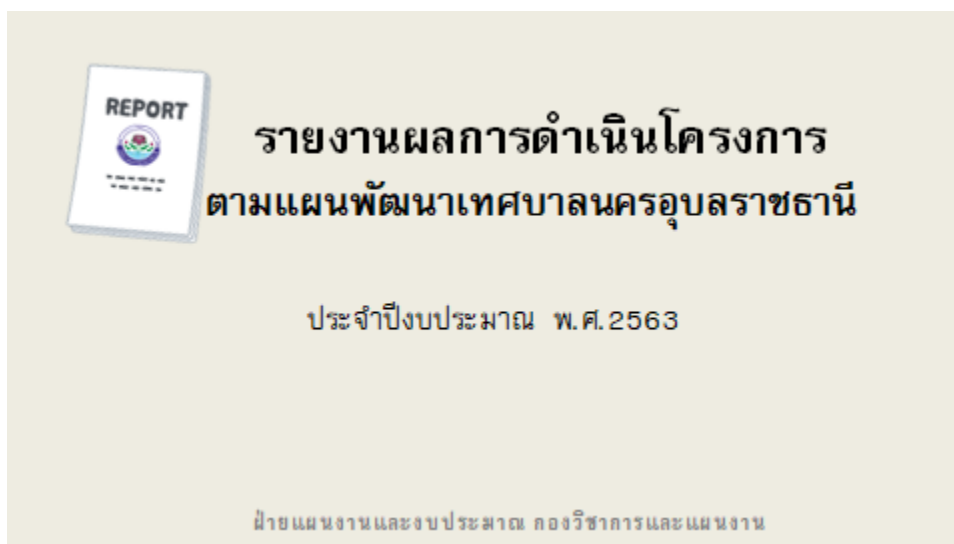 REPORT
รายงานผลการดำเนินโครงการ
ตามแผนพัฒนาเทศบาลนครอุบลราชธานี
ประจำปีงบประมาณ พ.ศ.2563
ฝ่ายแผนงานและงบประมาณ กองวิชาการและแผนงาน